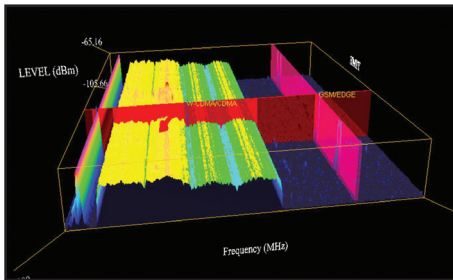 -65.16
LEVEL (dBm)
-105.66
W-CDMA/CDMA
GSM/EDGE
Frequency (MHz)